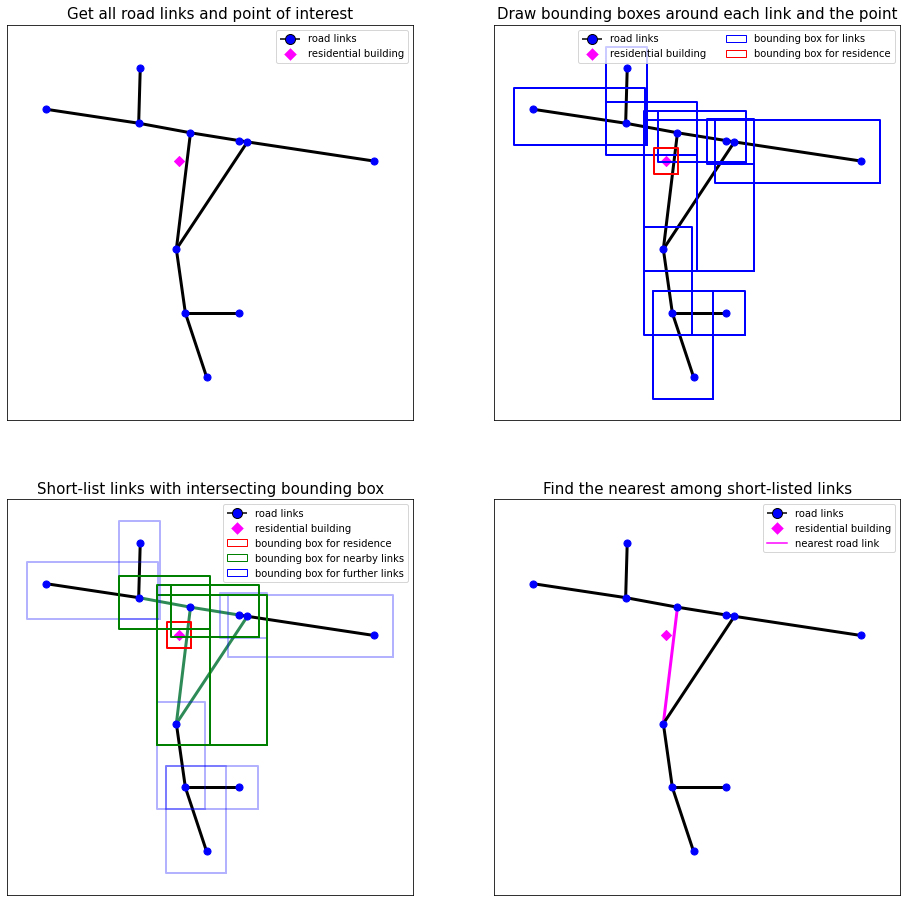 Get all road links and point of interest
road links
residential building
Draw bounding boxes around each link and the point
road links
residential building
bounding box for links
bounding box for residence
Short-list links with intersecting bounding box
road links
residential building
bounding box for residence
bounding box for nearby links
bounding box for further links
Find the nearest among short-listed links
road links
residential building
nearest road link